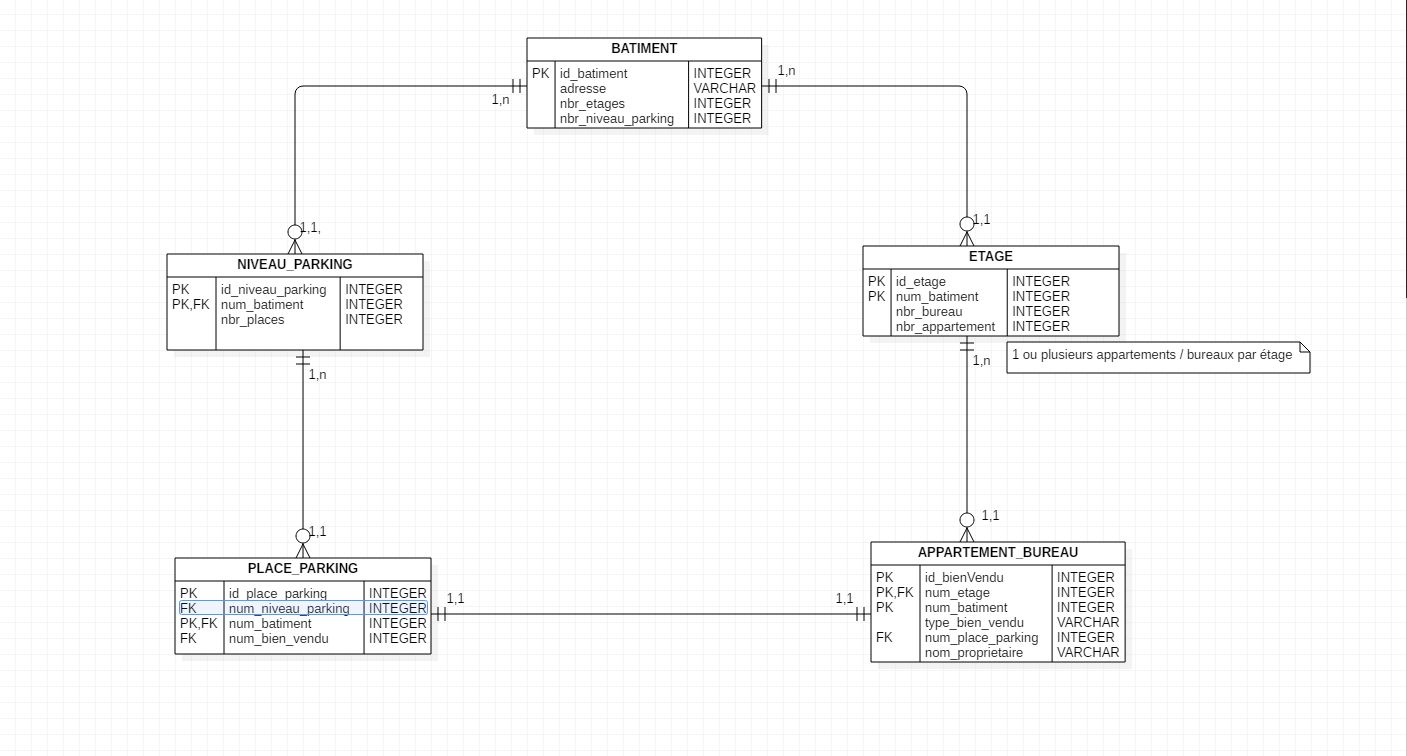 BATIMENT
PK id_batiment INTEGER
adresse VARCHAR
nbr_etages INTEGER
nbr_niveau_parking INTEGER
1,n
1,n
1,1,
1,1
NIVEAU_PARKING
PK id_niveau_parking INTEGER
PK,FK num_batiment INTEGER
nbr_places INTEGER
1,n
ETAGE
PK id_etage INTEGER
PK num_batiment INTEGER
nbr_bureau INTEGER
nbr_appartement INTEGER
1,n
1 ou plusieurs appartements / bureaux par étage
1,1
1,1
PLACE_PARKING
PK id_place_parking INTEGER
FK num_niveau_parking INTEGER
PK,FK num_batiment INTEGER
FK num_bien_vendu INTEGER
1,1
1,1
APPARTEMENT_BUREAU
PK id_bienVendu INTEGER
PK,FK num_etage INTEGER
PK num_batiment INTEGER
type_bien_vendu VARCHAR
FK num_place_parking INTEGER
nom_proprietaire VARCHAR